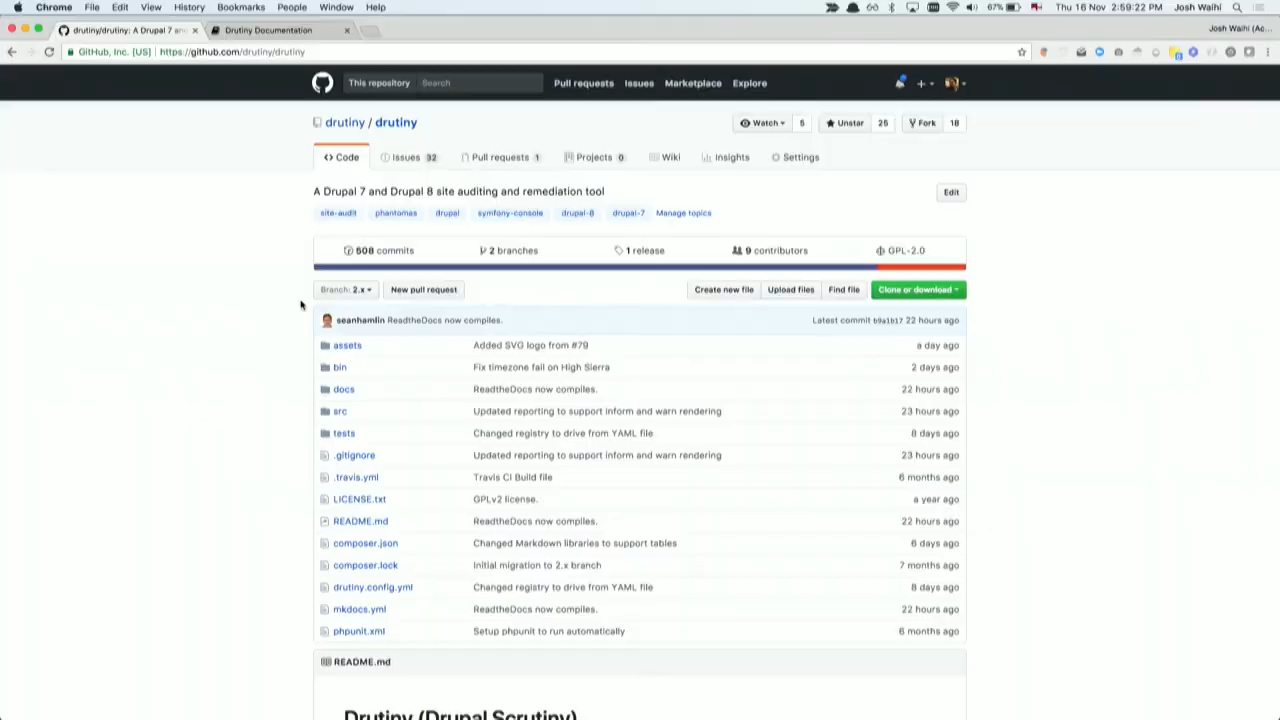 Chrome File Edit View History Bookmarks People Window Help 67% Thu 16 Nov 2:59:22 PM Josh Waihi
drutiny/drutiny: A Drupal 7 an Drutiny Documentation Josh Waihi (Ac...
GitHub, Inc. [US] https://github.com/drutiny/drutiny
This repository Search Pull requests Issues Marketplace Explore
drutiny / drutiny Watch 5 Unstar 25 Fork 18
Code Issues 32 Pull requests 1 Projects 0 Wiki Insights Settings
A Drupal 7 and Drupal 8 site auditing and remediation tool Edit
site-audit phantomas drupal symfony-console drupal-8 drupal-7 Manage topics
508 commits 2 branches 1 release 9 contributors GPL-2.0
Branch: 2.x New pull request Create new file Upload files Find file Clone or download
seanhamlin ReadtheDocs now compiles. Latest commit b9a1b17 22 hours ago
assets Added SVG logo from #79 a day ago
bin Fix timezone fail on High Sierra 2 days ago
docs ReadtheDocs now compiles. 22 hours ago
src Updated reporting to support inform and warn rendering 23 hours ago
tests Changed registry to drive from YAML file 8 days ago
.gitignore Updated reporting to support inform and warn rendering 23 hours ago
.travis.yml Travis CI Build file 6 months ago
LICENSE.txt GPLv2 license. a year ago
README.md ReadtheDocs now compiles. 22 hours ago
composer.json Changed Markdown libraries to support tables 6 days ago
composer.lock Initial migration to 2.x branch 7 months ago
drutiny.config.yml Changed registry to drive from YAML file 8 days ago
mkdocs.yml ReadtheDocs now compiles. 22 hours ago
phpunit.xml Setup phpunit to run automatically 6 months ago
README.md
Drutiny (Drupal Scrutiny)